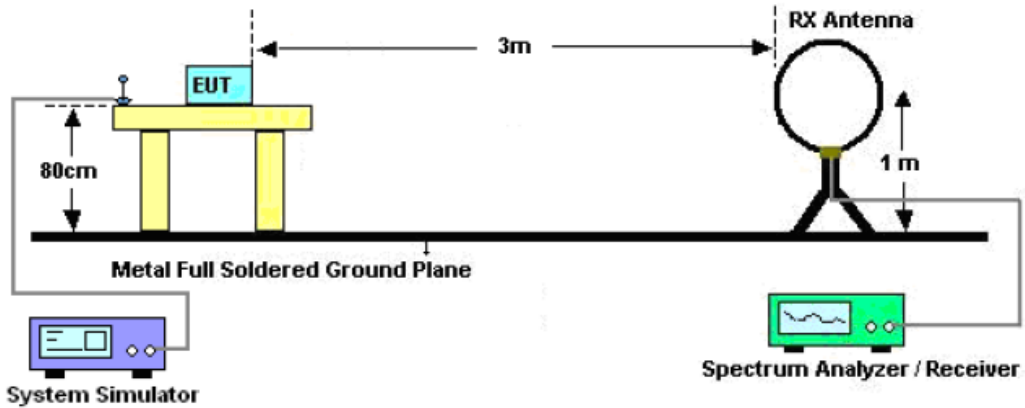 RX Antenna
3m
EUT
80cm
1 m
Metal Full Soldered Ground Plane
System Simulator
Spectrum Analyzer / Receiver